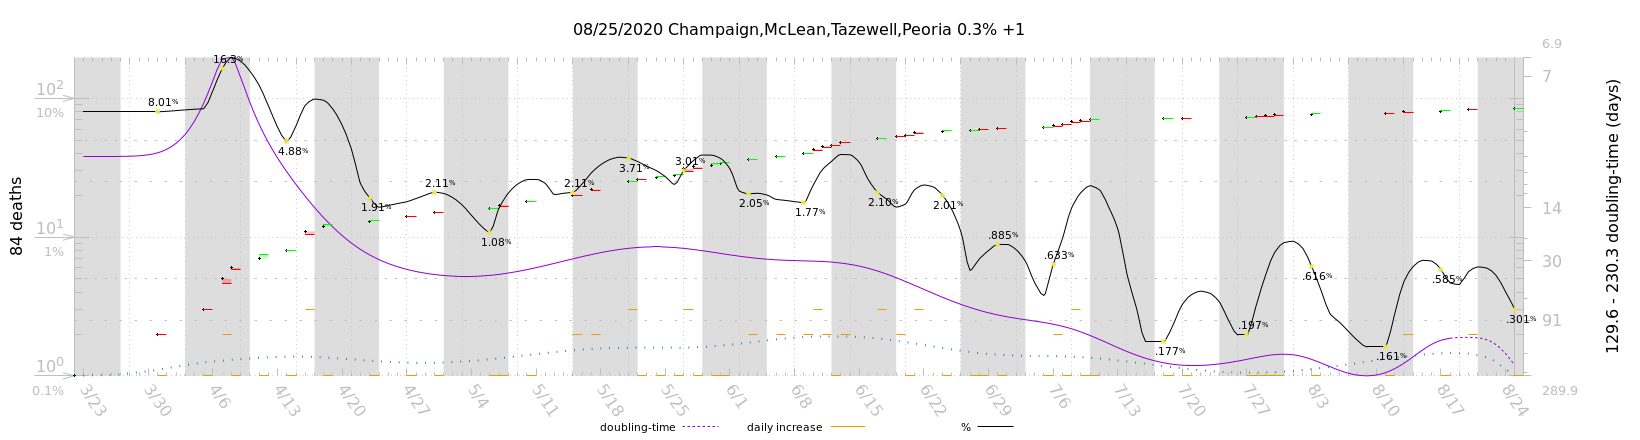 08/25/2020 Champaign,McLean,Tazewell,Peoria 0.3% +1
84 deaths
10² 10% 10¹ 1% 10⁰ 0.1%
8.01% 16.3% 4.88% 1.91% 2.11% 1.08% 2.11% 3.71% 3.01% 2.05% 1.77% 2.10% 2.01% .885% .633% .177% .197% .616% .161% .585% .301%
6.9 7 14 30 91 289.9
129.6 - 230.3 doubling-time (days)
3/23 3/30 4/6 4/13 4/20 4/27 5/4 5/11 5/18 5/25 6/1 6/8 6/15 6/22 6/29 7/6 7/13 7/20 7/27 8/3 8/10 8/17 8/24
doubling-time daily increase %